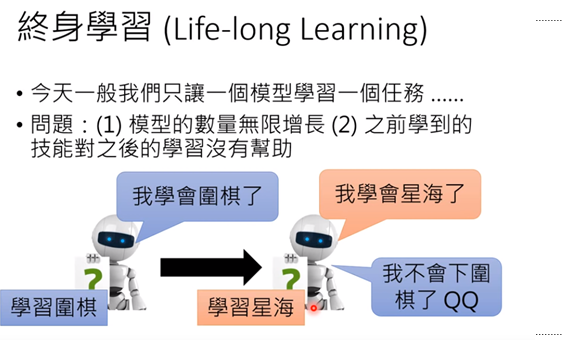 終身學習 (Life-long Learning)
• 今天一般我們只讓一個模型學習一個任務 ......
• 問題：(1) 模型的數量無限增長 (2) 之前學到的
技能對之後的學習沒有幫助
我學會圍棋了
我學會星海了
?
?
我不會下圍
棋了 QQ
學習圍棋
學習星海